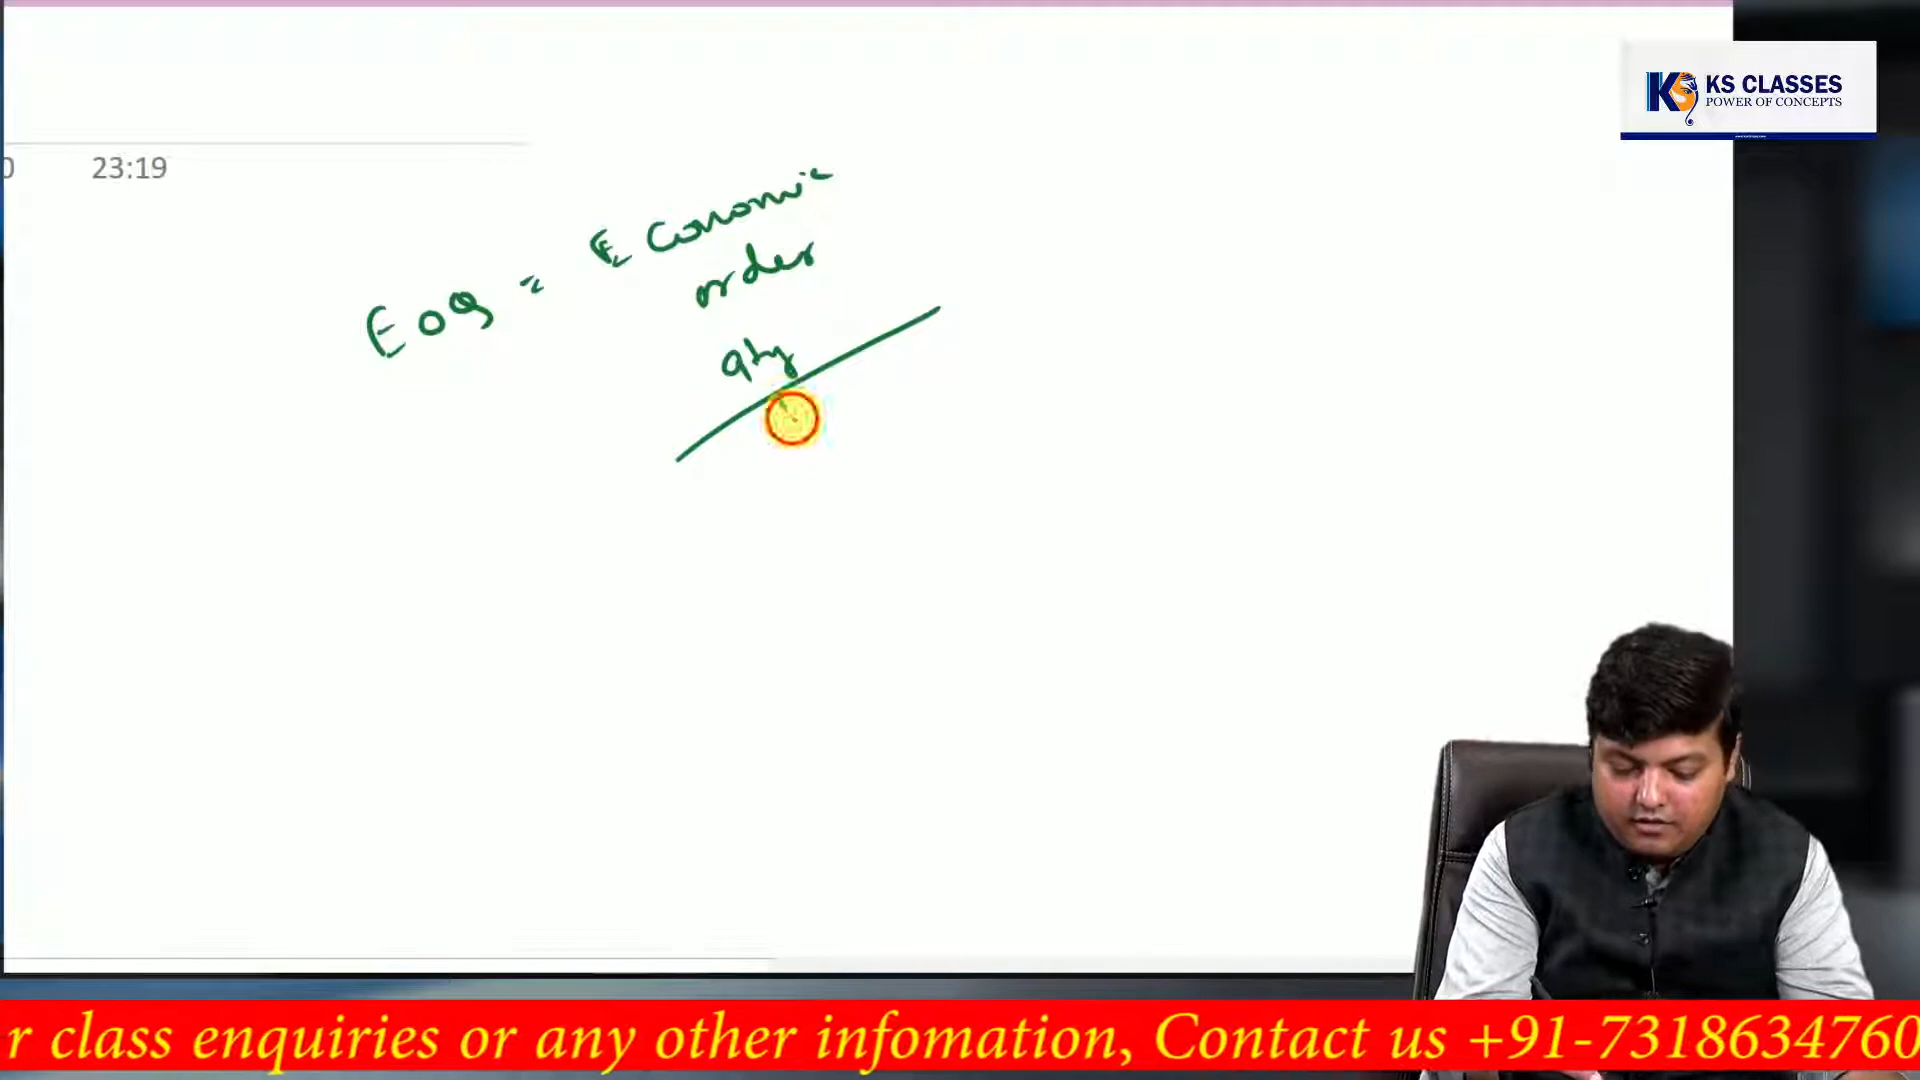 KS CLASSES
POWER OF CONCEPTS
0 23:19
EOQ = Economic
order
qty
r class enquiries or any other infomation, Contact us +91-7318634760